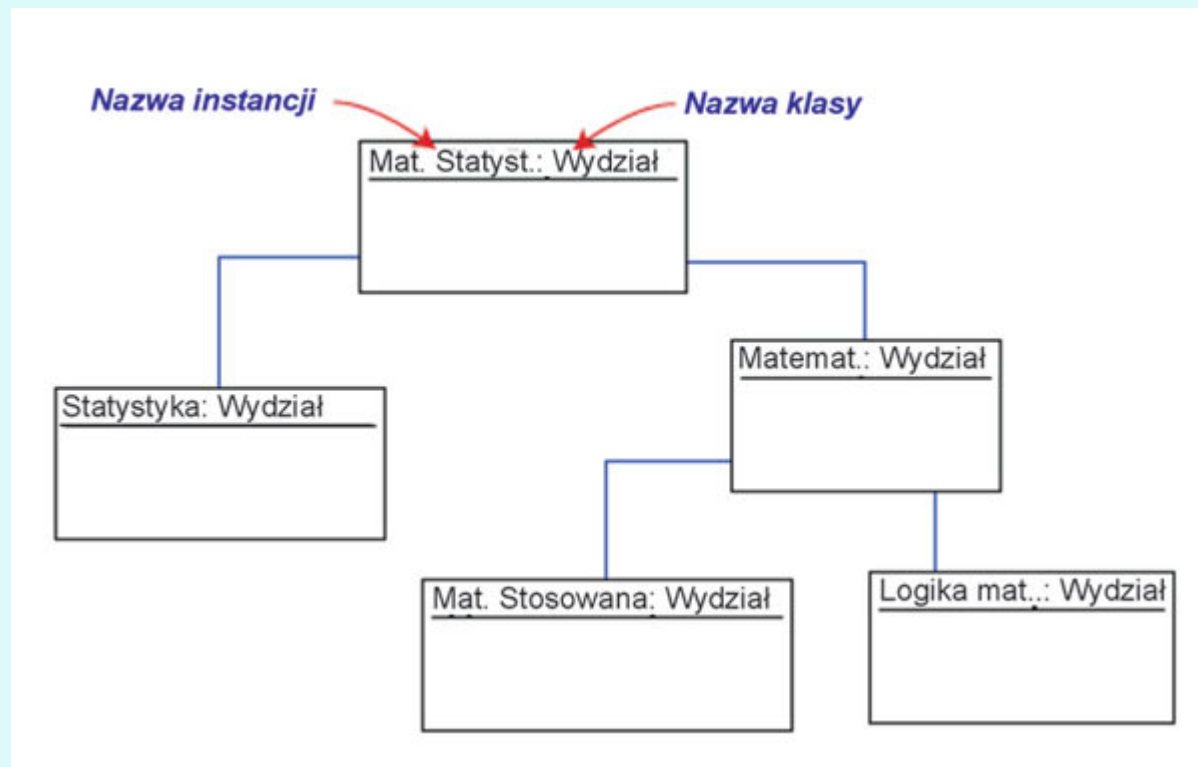 Nazwa instancji
Nazwa klasy
Mat. Statyst.: Wydział
Matemat.: Wydział
Statystyka: Wydział
Mat. Stosowana: Wydział
Logika mat..: Wydział